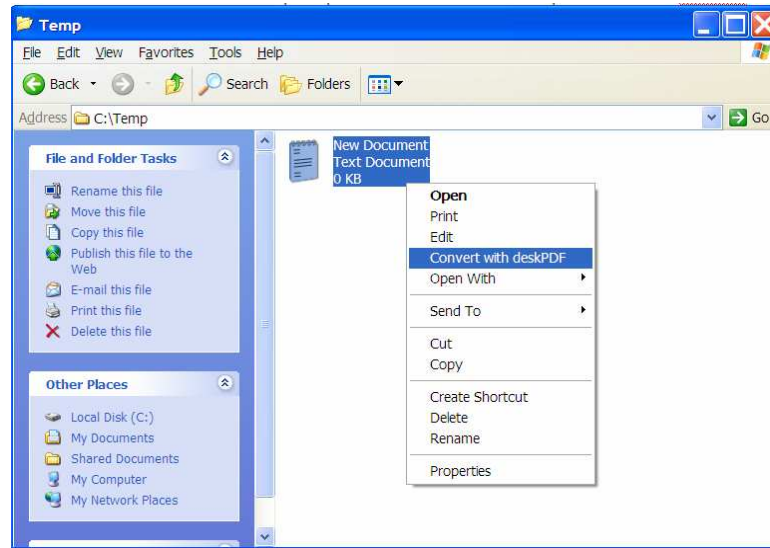 Temp
File Edit View Favorites Tools Help
Back Search Folders
Address C:\Temp Go
File and Folder Tasks
Rename this file
Move this file
Copy this file
Publish this file to the
Web
E-mail this file
Print this file
Delete this file
Other Places
Local Disk (C:)
My Documents
Shared Documents
My Computer
My Network Places
New Document
Text Document
0 KB
Open
Print
Edit
Convert with deskPDF
Open With
Send To
Cut
Copy
Create Shortcut
Delete
Rename
Properties